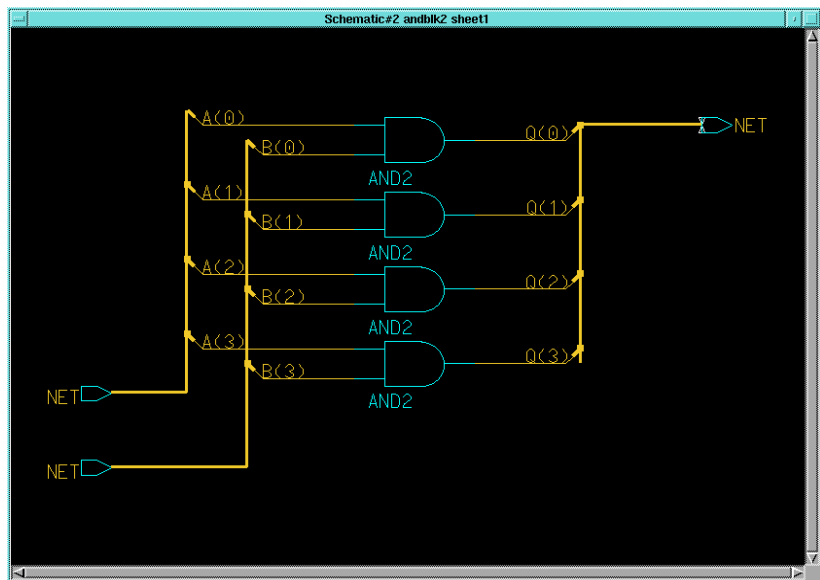 Schematic#2 andblk2 sheet1
A(0)
B(0)
Q(0)
NET
AND2
A(1)
B(1)
Q(1)
AND2
A(2)
B(2)
Q(2)
AND2
A(3)
B(3)
Q(3)
AND2
NET
NET